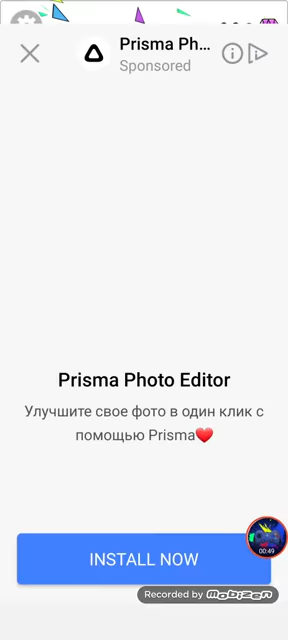 Prisma Ph...
Sponsored
Prisma Photo Editor
Улучшите свое фото в один клик с
помощью Prisma❤️
INSTALL NOW
00:49
Recorded by mobizen